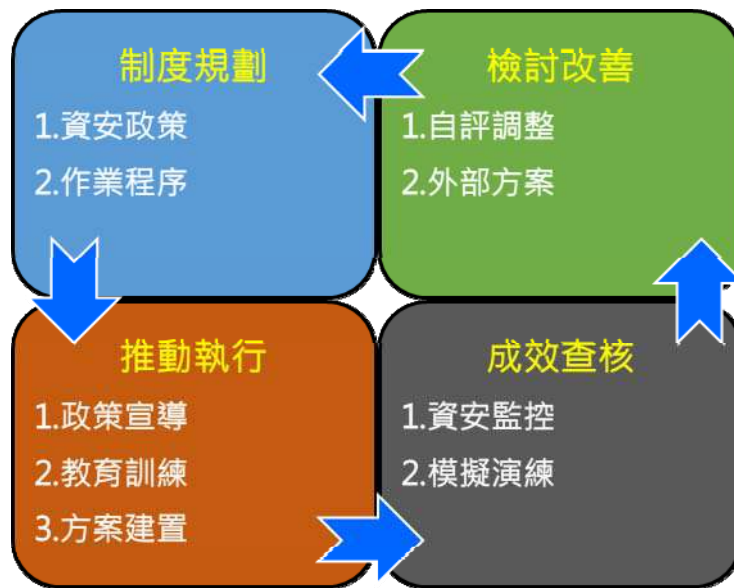 制度規劃
1.資安政策
2.作業程序
檢討改善
1.自評調整
2.外部方案
推動執行
1.政策宣導
2.教育訓練
3.方案建置
成效查核
1.資安監控
2.模擬演練